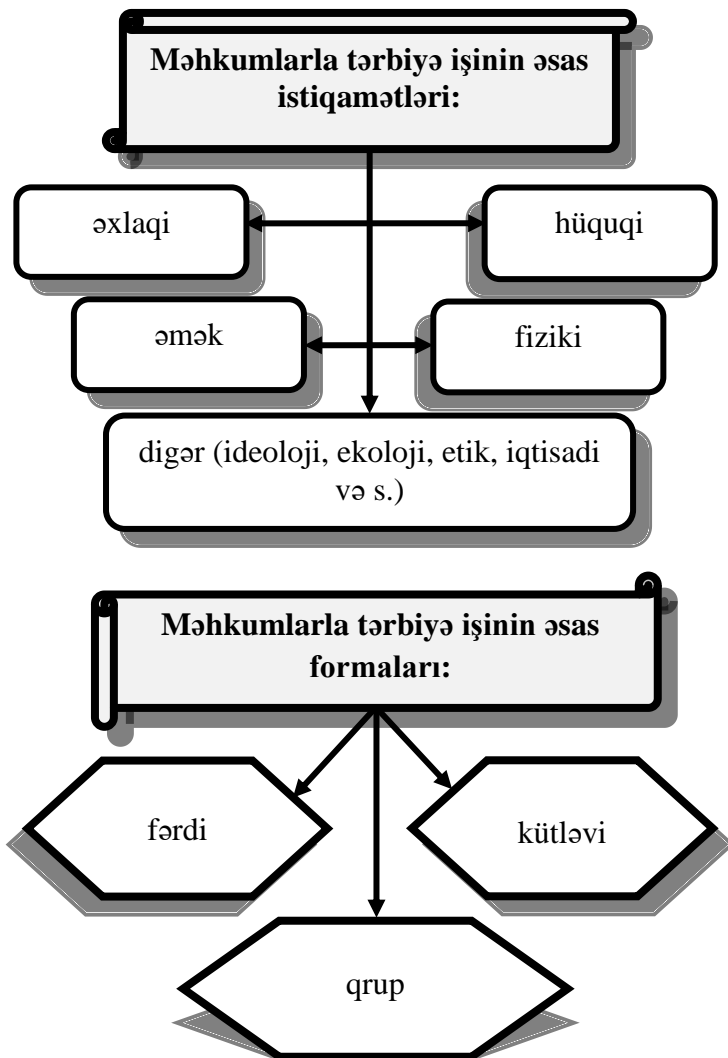 Məhkumlarla tərbiyə işinin əsas
istiqamətləri:
əxlaqi
hüquqi
əmək
fiziki
digər (ideoloji, ekoloji, etik, iqtisadi
və s.)
Məhkumlarla tərbiyə işinin əsas
formaları:
fərdi
kütləvi
qrup